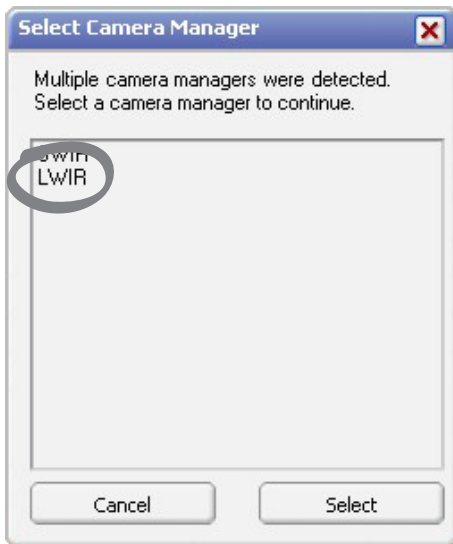 Select Camera Manager
Multiple camera managers were detected.
Select a camera manager to continue.
LWIR
Cancel
Select